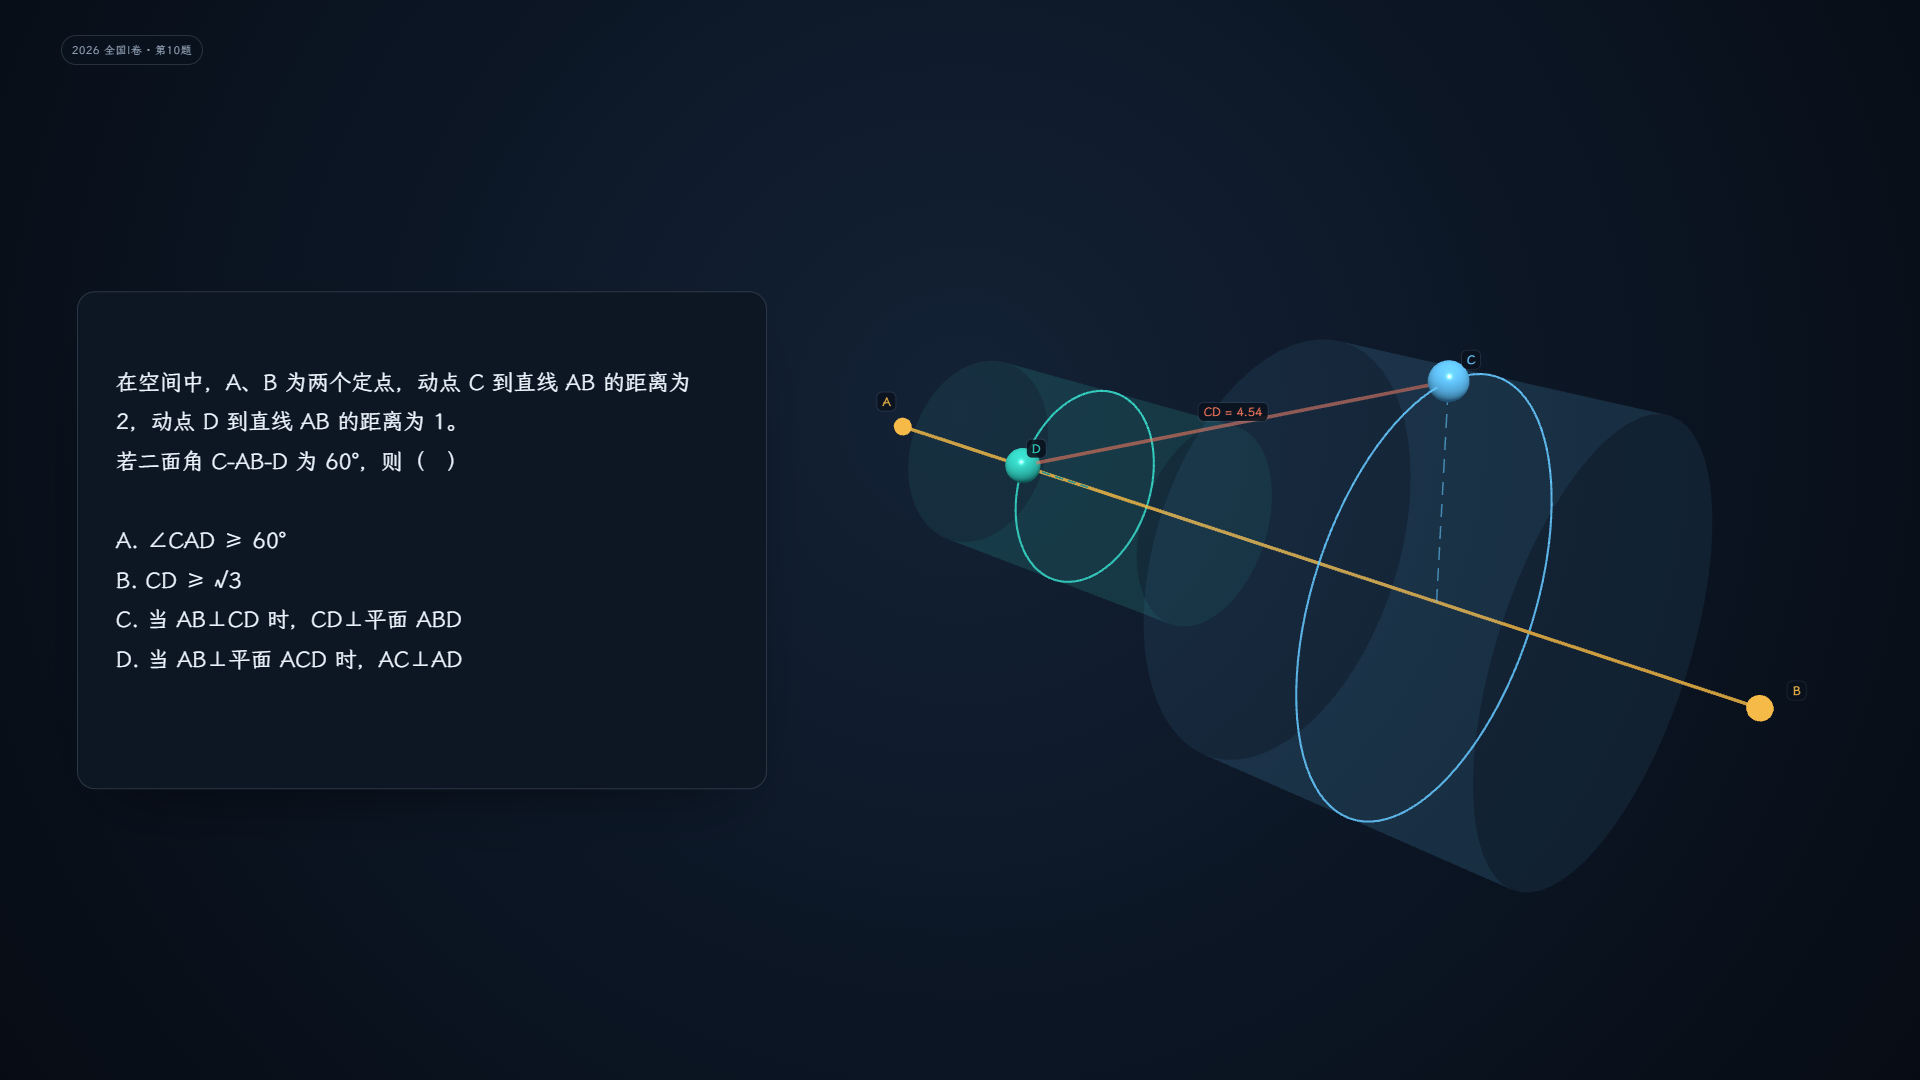 2026 全国I卷·第10题
在空间中，A、B 为两个定点，动点 C 到直线 AB 的距离为
2，动点 D 到直线 AB 的距离为 1。
若二面角 C-AB-D 为 60°，则（　）
A. ∠CAD ≥ 60°
B. CD ≥ √3
C. 当 AB⊥CD 时，CD⊥平面 ABD
D. 当 AB⊥平面 ACD 时，AC⊥AD
A
D
CD = 4.54
C
B